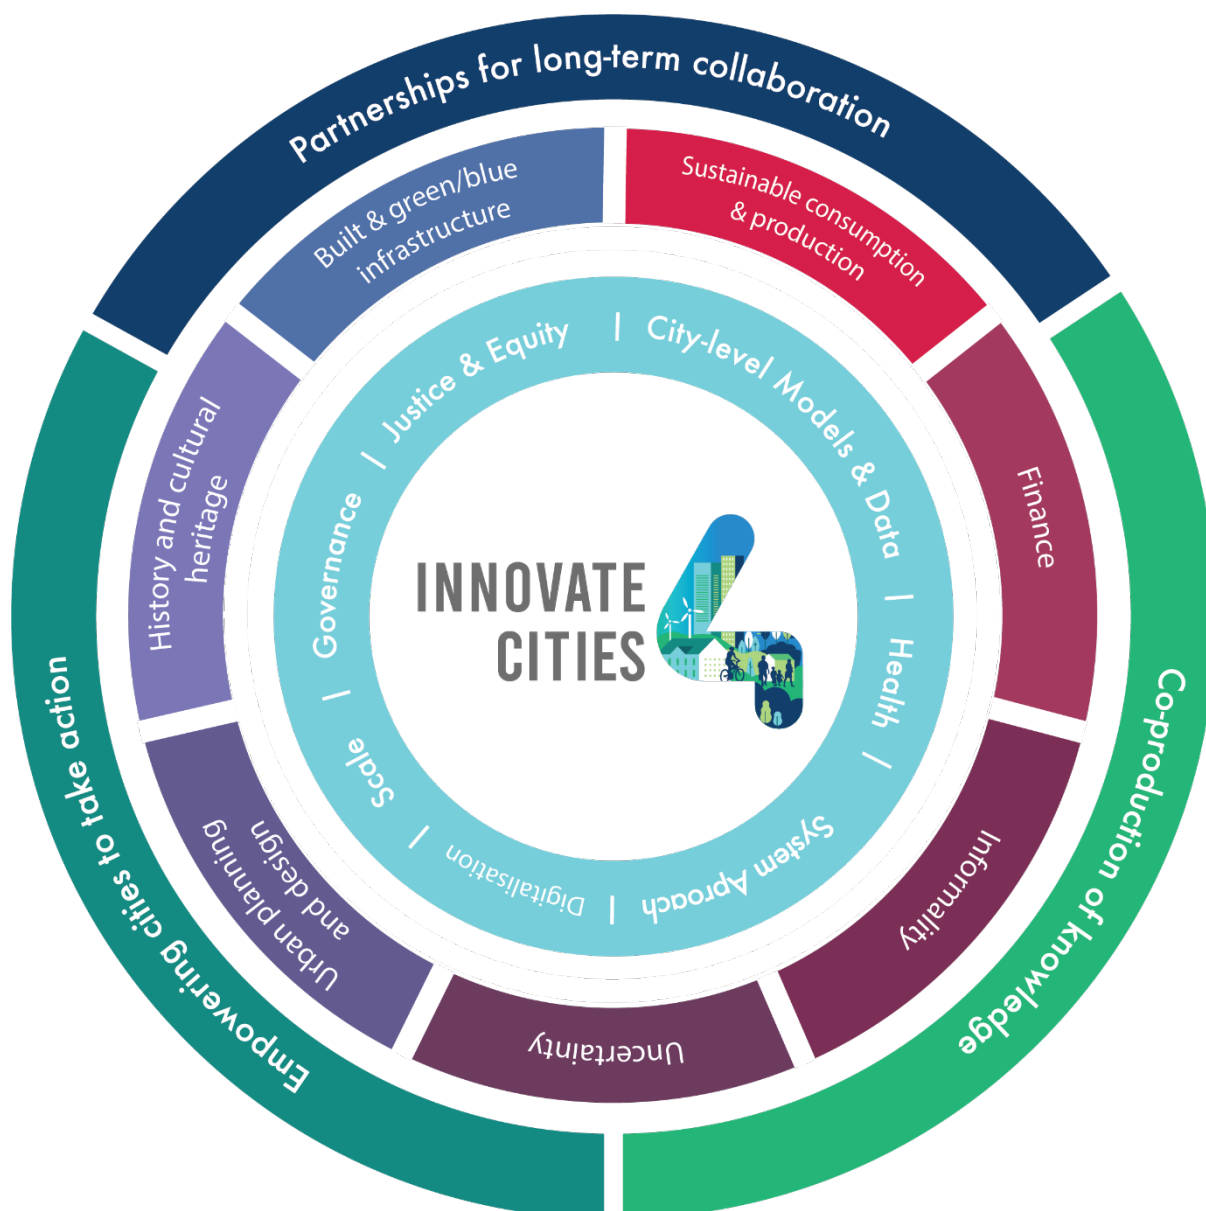 Partnerships for long-term collaboration
Co-production of knowledge
Empowering cities to take action
Built & green/blue
infrastructure
Sustainable consumption
& production
Finance
Informality
Uncertainty
Urban planning
and design
History and cultural
heritage
Justice & Equity
| City-level Models & Data
| Health
| System Aproach
| Digitalisation
| Scale
| Governance
|
INNOVATE
CITIES
4